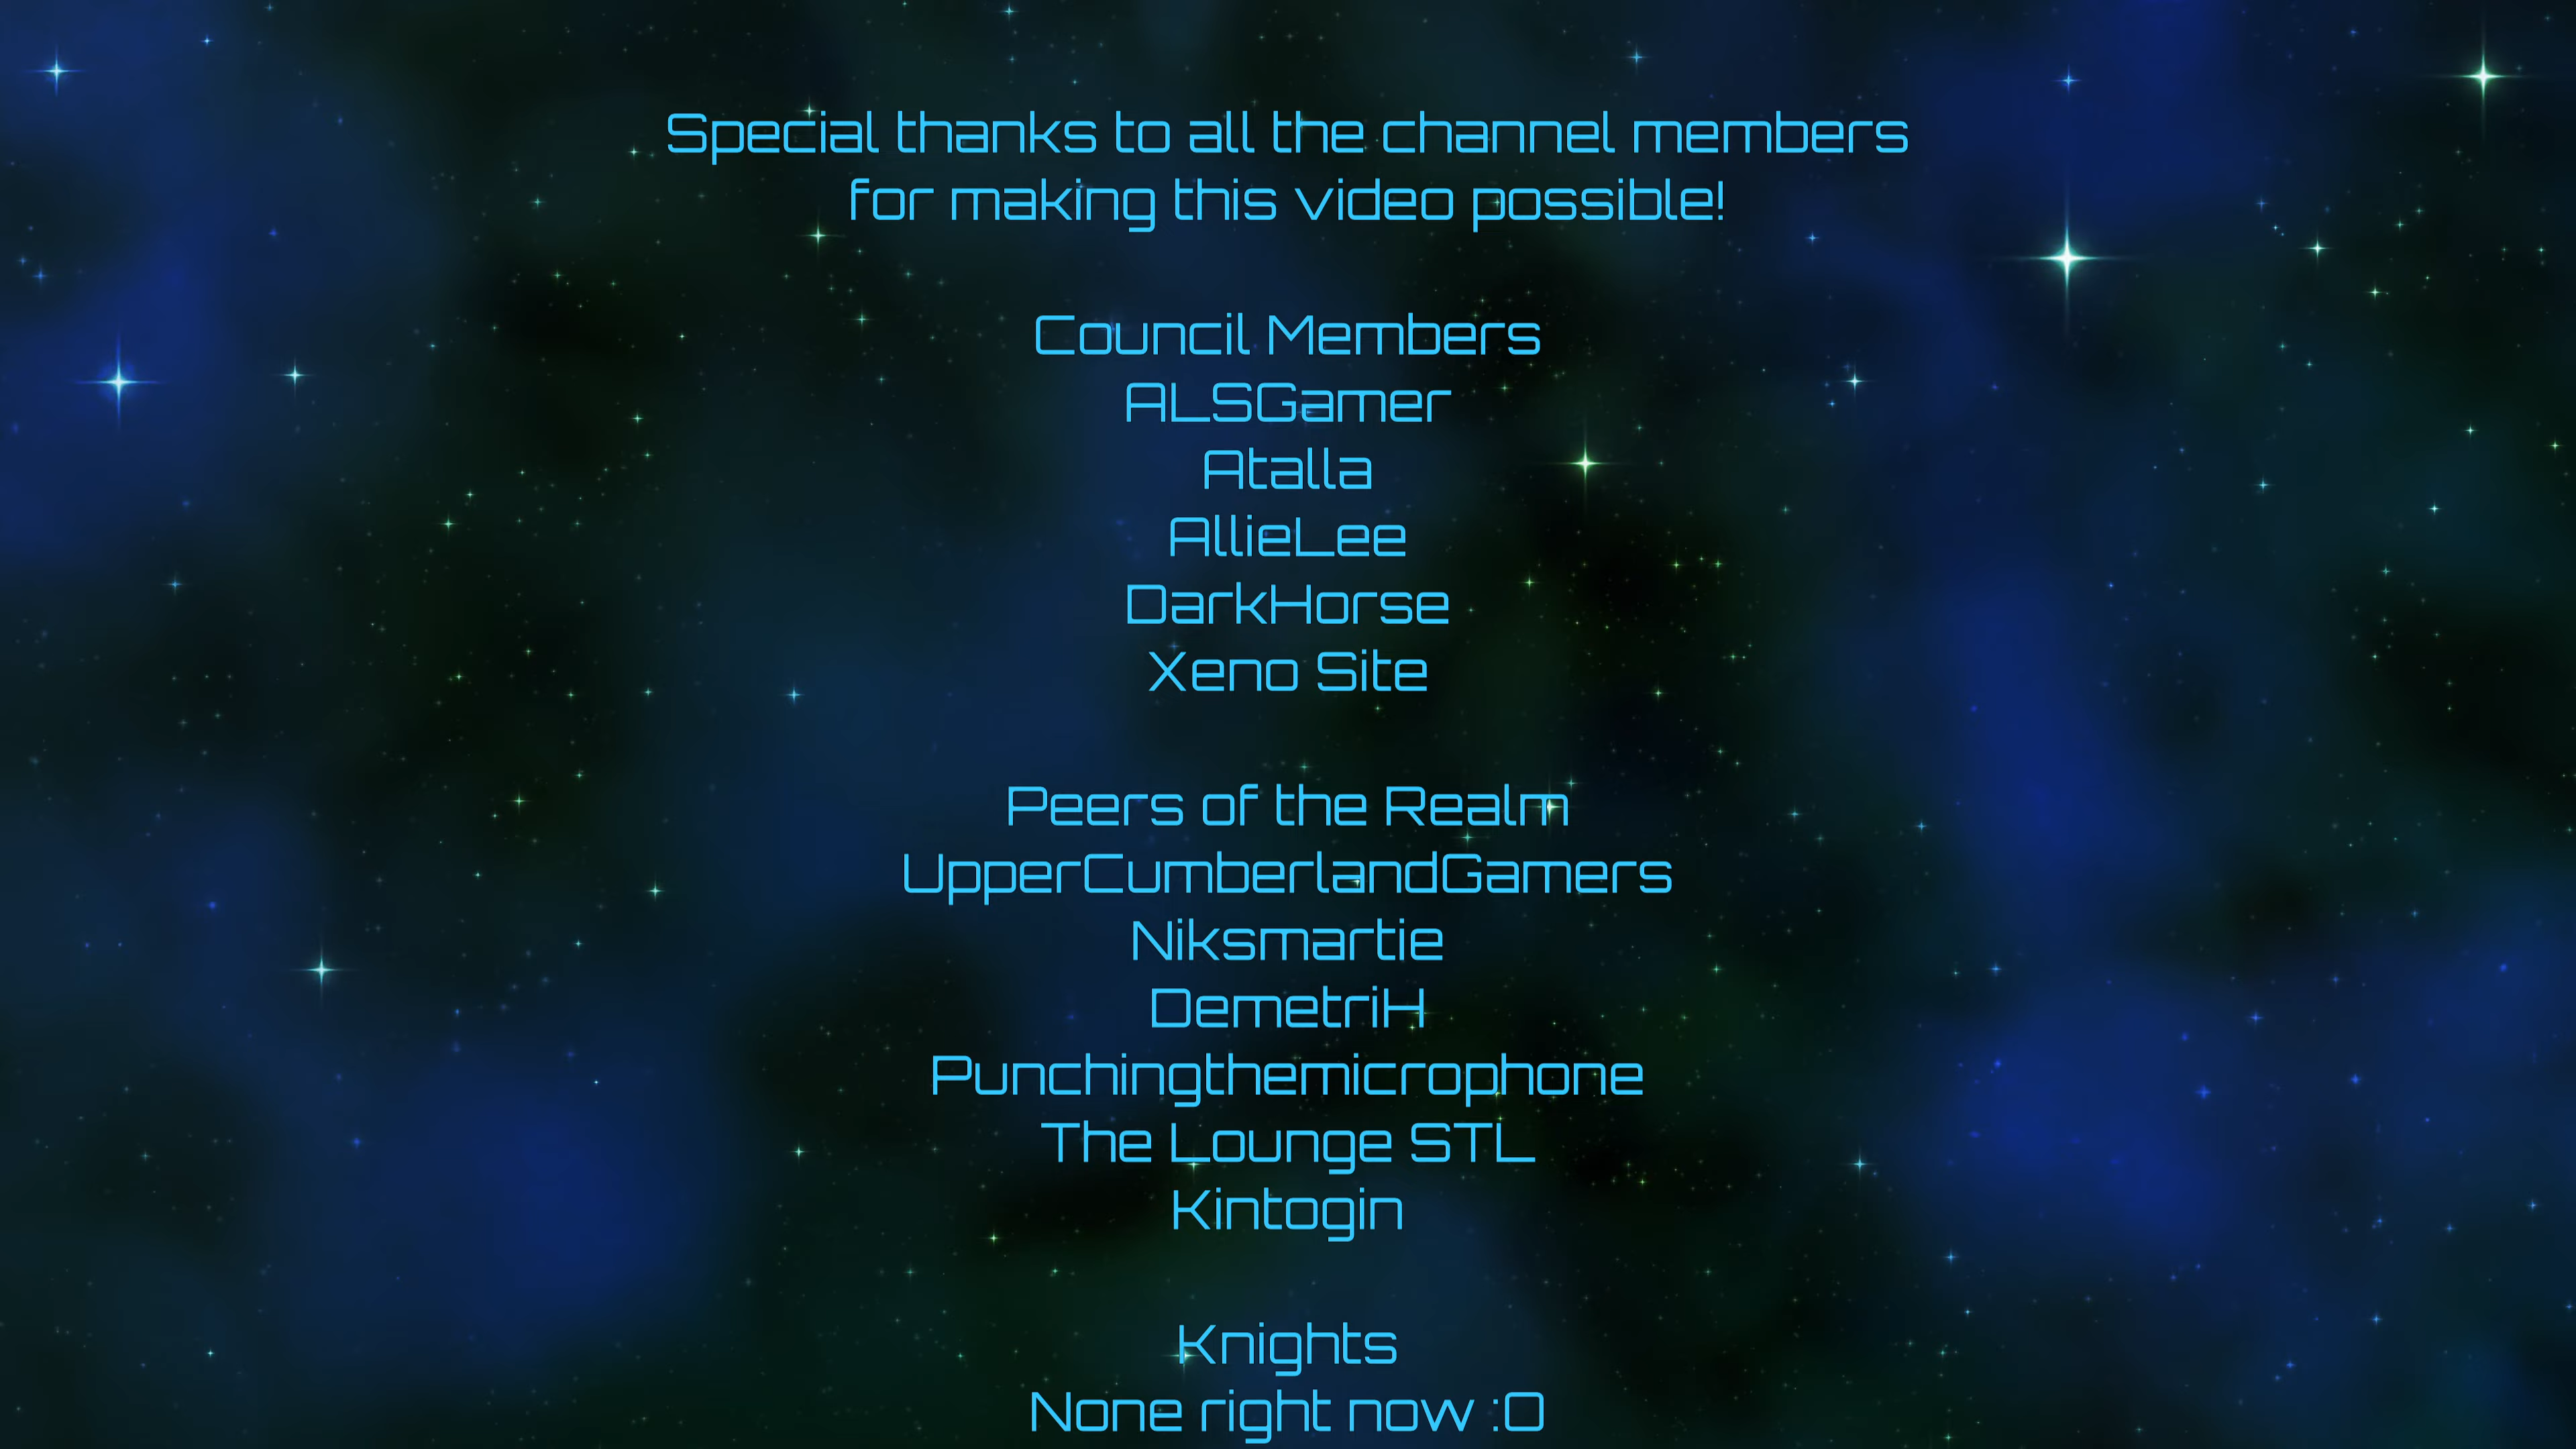 Special thanks to all the channel members
for making this video possible!
Council Members
ALSGamer
Atalla
AllieLee
DarkHorse
Xeno Site
Peers of the Realm
UpperCumberlandGamers
Niksmartie
DemetriH
Punchingthemicrophone
The Lounge STL
Kintogin
Knights
None right now :O